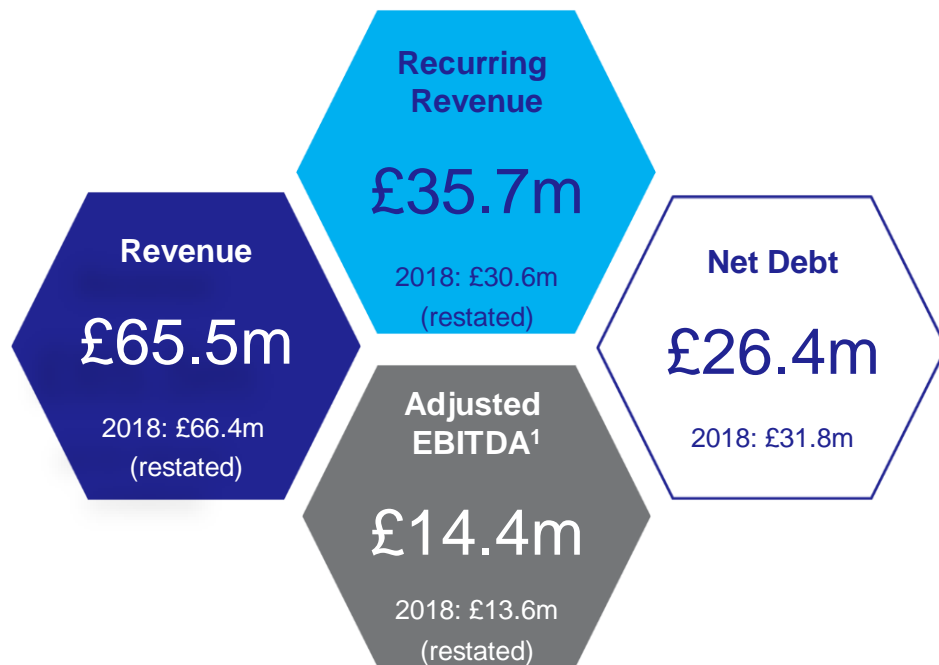 Recurring
Revenue
£35.7m
2018: £30.6m
(restated)
Revenue
£65.5m
2018: £66.4m
(restated)
Net Debt
£26.4m
2018: £31.8m
Adjusted
EBITDA¹
£14.4m
2018: £13.6m
(restated)